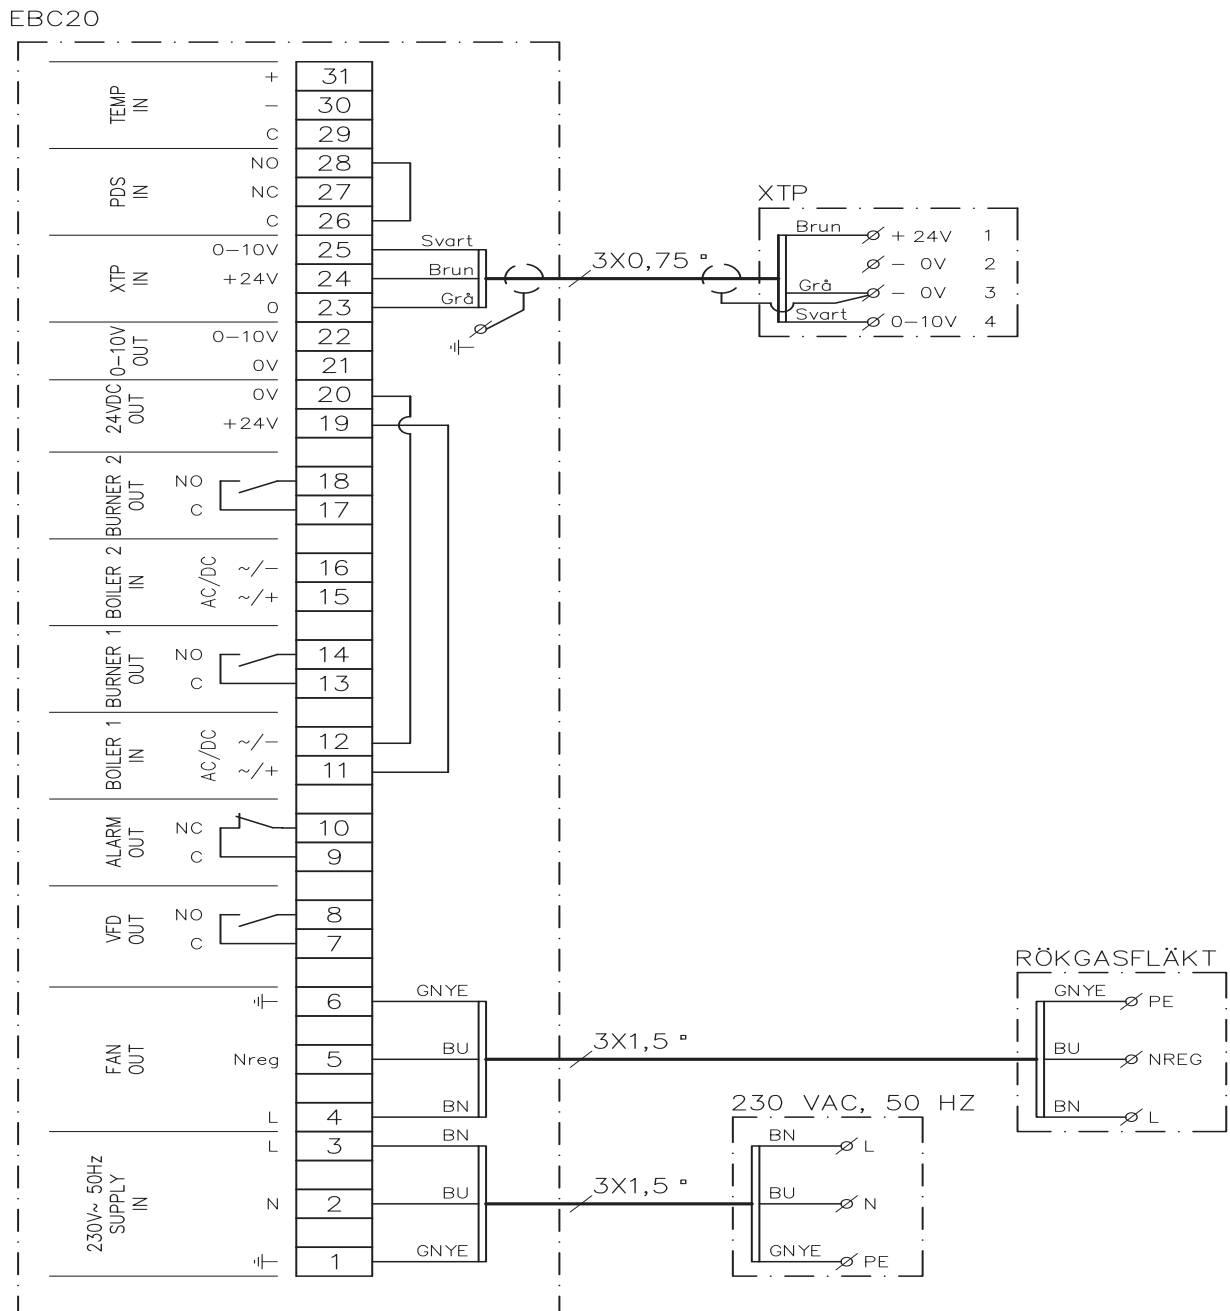 EBC20
TEMP IN
+ 31
- 30
C 29
PDS IN
NO 28
NC 27
C 26
XTP IN
0-10V 25 Svart
+24V 24 Brun
0 23 Grå
3X0,75 ▫
XTP
Brun + 24V 1
- 0V 2
Grå - 0V 3
Svart 0-10V 4
0-10V OUT
0-10V 22
0V 21
24VDC OUT
0V 20
+24V 19
BURNER 2 OUT
NO 18
C 17
BOILER 2 IN
AC/DC
~/- 16
~/+ 15
BURNER 1 OUT
NO 14
C 13
BOILER 1 IN
AC/DC
~/- 12
~/+ 11
ALARM OUT
NC 10
C 9
VFD OUT
NO 8
C 7
FAN OUT
6 GNYE
Nreg 5 BU
L 4 BN
3X1,5 ▫
RÖKGASFLÄKT
GNYE PE
BU NREG
BN L
230V~ 50Hz
SUPPLY
IN
L 3 BN
N 2 BU
1 GNYE
3X1,5 ▫
230 VAC, 50 HZ
BN L
BU N
GNYE PE